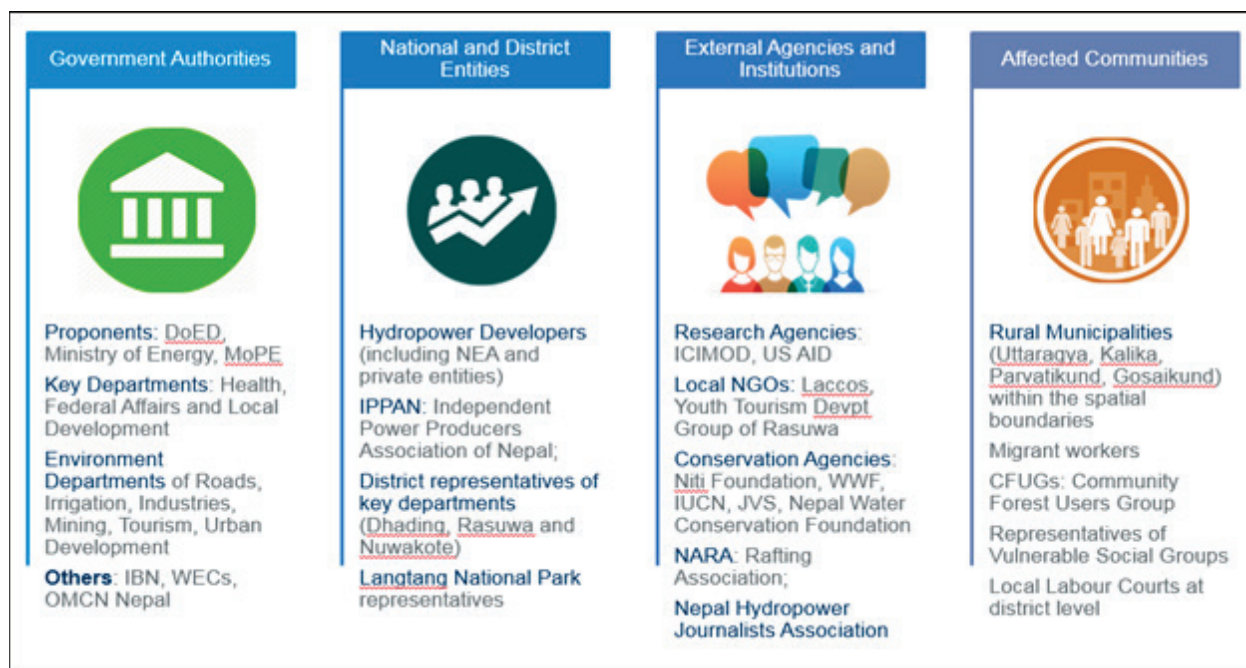 Government Authorities
Proponents: DoED,
Ministry of Energy, MoPE
Key Departments: Health,
Federal Affairs and Local
Development
Environment
Departments of Roads,
Irrigation, Industries,
Mining, Tourism, Urban
Development
Others: IBN, WECs,
OMCN Nepal
National and District
Entities
Hydropower Developers
(including NEA and
private entities)
IPPAN: Independent
Power Producers
Association of Nepal;
District representatives of
key departments
(Dhading, Rasuwa and
Nuwakote)
Langtang National Park
representatives
External Agencies and
Institutions
Research Agencies:
ICIMOD, US AID
Local NGOs: Laccos,
Youth Tourism Devpt
Group of Rasuwa
Conservation Agencies:
Niti Foundation, WWF,
IUCN, JVS, Nepal Water
Conservation Foundation
NARA: Rafting
Association;
Nepal Hydropower
Journalists Association
Affected Communities
Rural Municipalities
(Uttaragya, Kalika,
Parvatikund, Gosaikund)
within the spatial
boundaries
Migrant workers
CFUGs: Community
Forest Users Group
Representatives of
Vulnerable Social Groups
Local Labour Courts at
district level